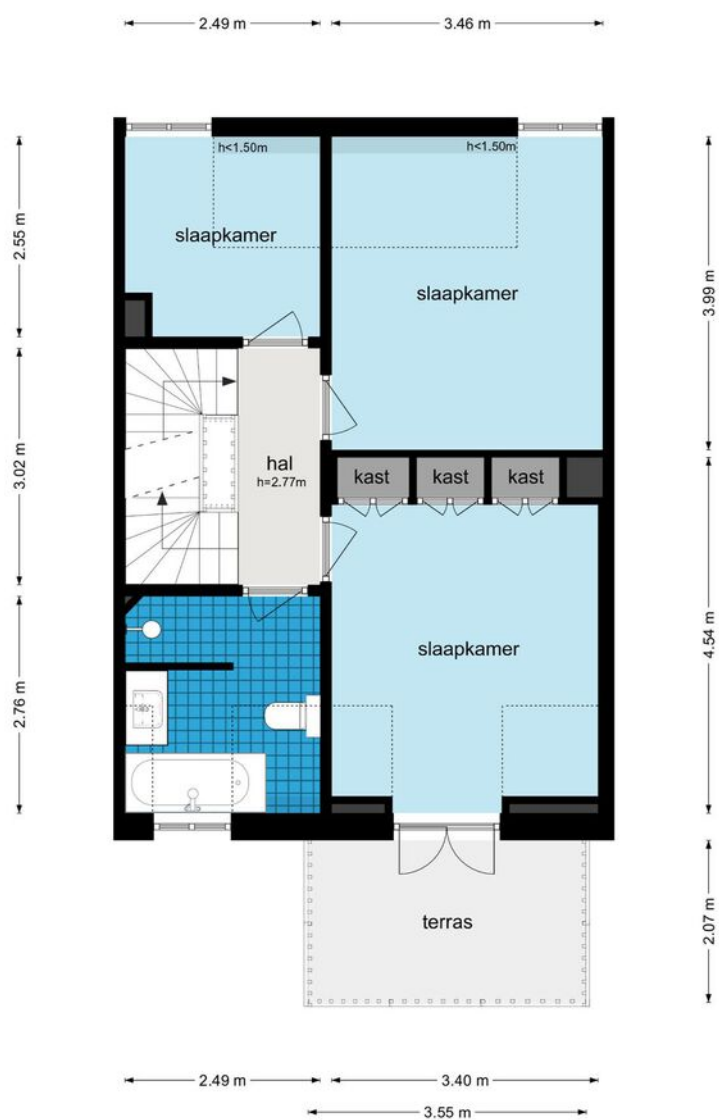 2.49 m
3.46 m
h<1.50m
h<1.50m
2.55 m
slaapkamer
slaapkamer
3.99 m
3.02 m
hal
h=2.77m
kast
kast
kast
slaapkamer
4.54 m
2.76 m
terras
2.07 m
2.49 m
3.40 m
3.55 m